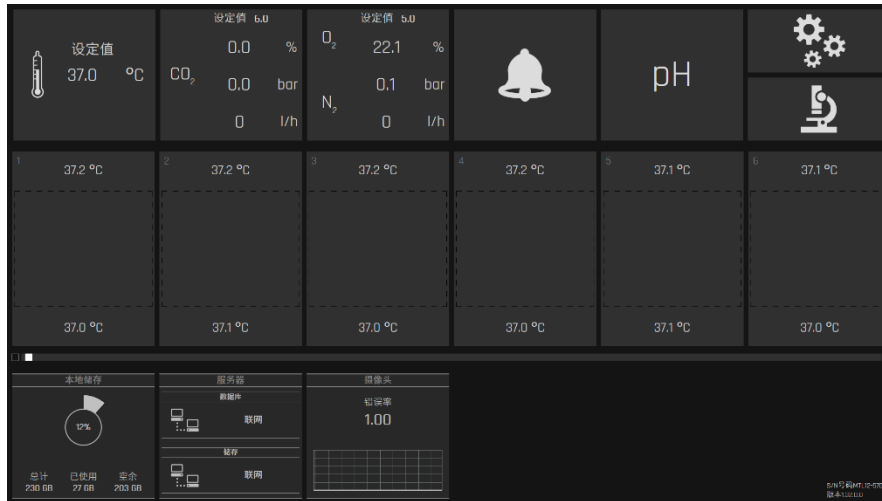 设定值
37.0 °C
设定值 6.0
CO2
0.0 %
0.0 bar
0 l/h
设定值 5.0
O2 22.1 %
0.1 bar
N2
0 l/h
pH
1
37.2 °C
2
37.2 °C
3
37.2 °C
4
37.2 °C
5
37.1 °C
6
37.1 °C
37.0 °C
37.1 °C
37.0 °C
37.0 °C
37.1 °C
37.0 °C
本地储存
12%
总计 已使用 空余
230 GB 27 GB 203 GB
服务器
数据库
联网
储存
联网
摄像头
错误率
1.00